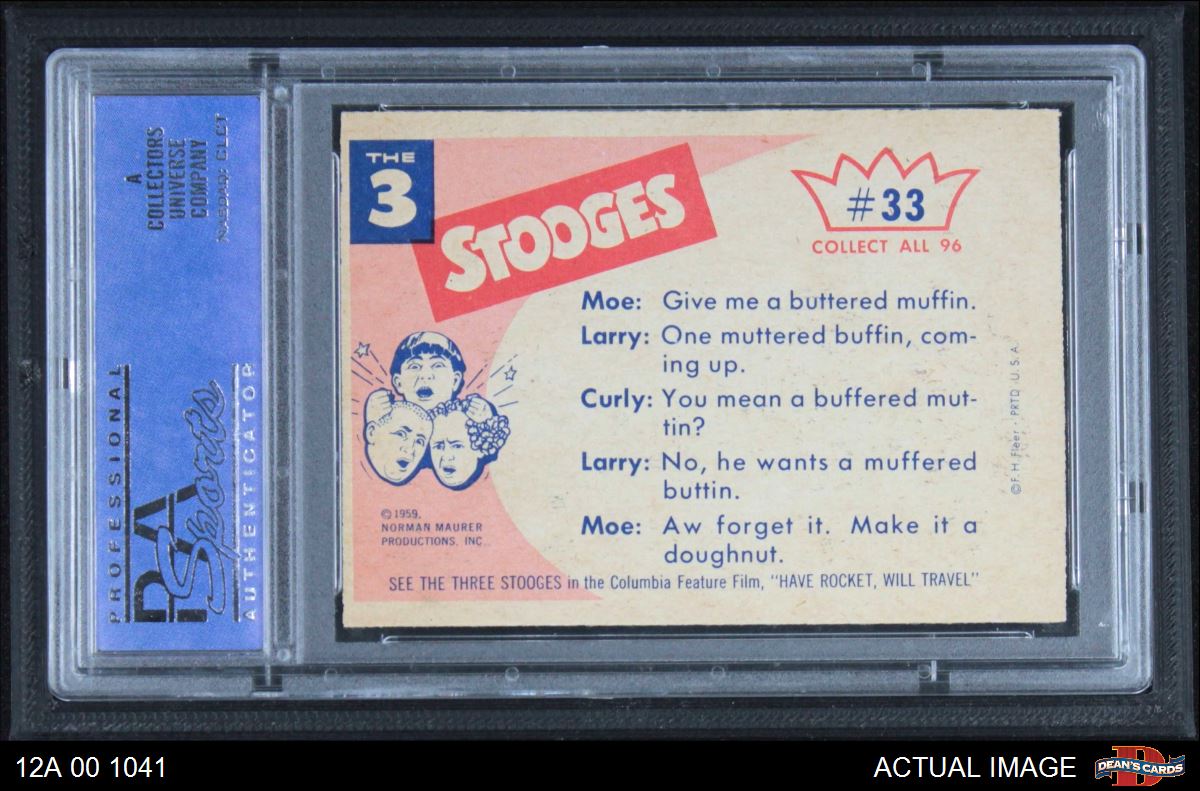 A
COLLECTORS
UNIVERSE
COMPANY
NASDAQ: CLCT
PROFESSIONAL
PSA
Sports
AUTHENTICATOR
THE
3
STOOGES
#33
COLLECT ALL 96
Moe: Give me a buttered muffin.
Larry: One muttered buffin, com-
ing up.
Curly: You mean a buffered mut-
tin?
Larry: No, he wants a muffered
buttin.
Moe: Aw forget it. Make it a
doughnut.
© 1959,
NORMAN MAURER
PRODUCTIONS, INC.
SEE THE THREE STOOGES in the Columbia Feature Film, "HAVE ROCKET, WILL TRAVEL"
© F. H. Fleer - PRTD. U. S. A.
12A 00 1041
ACTUAL IMAGE
D
DEAN'S CARDS